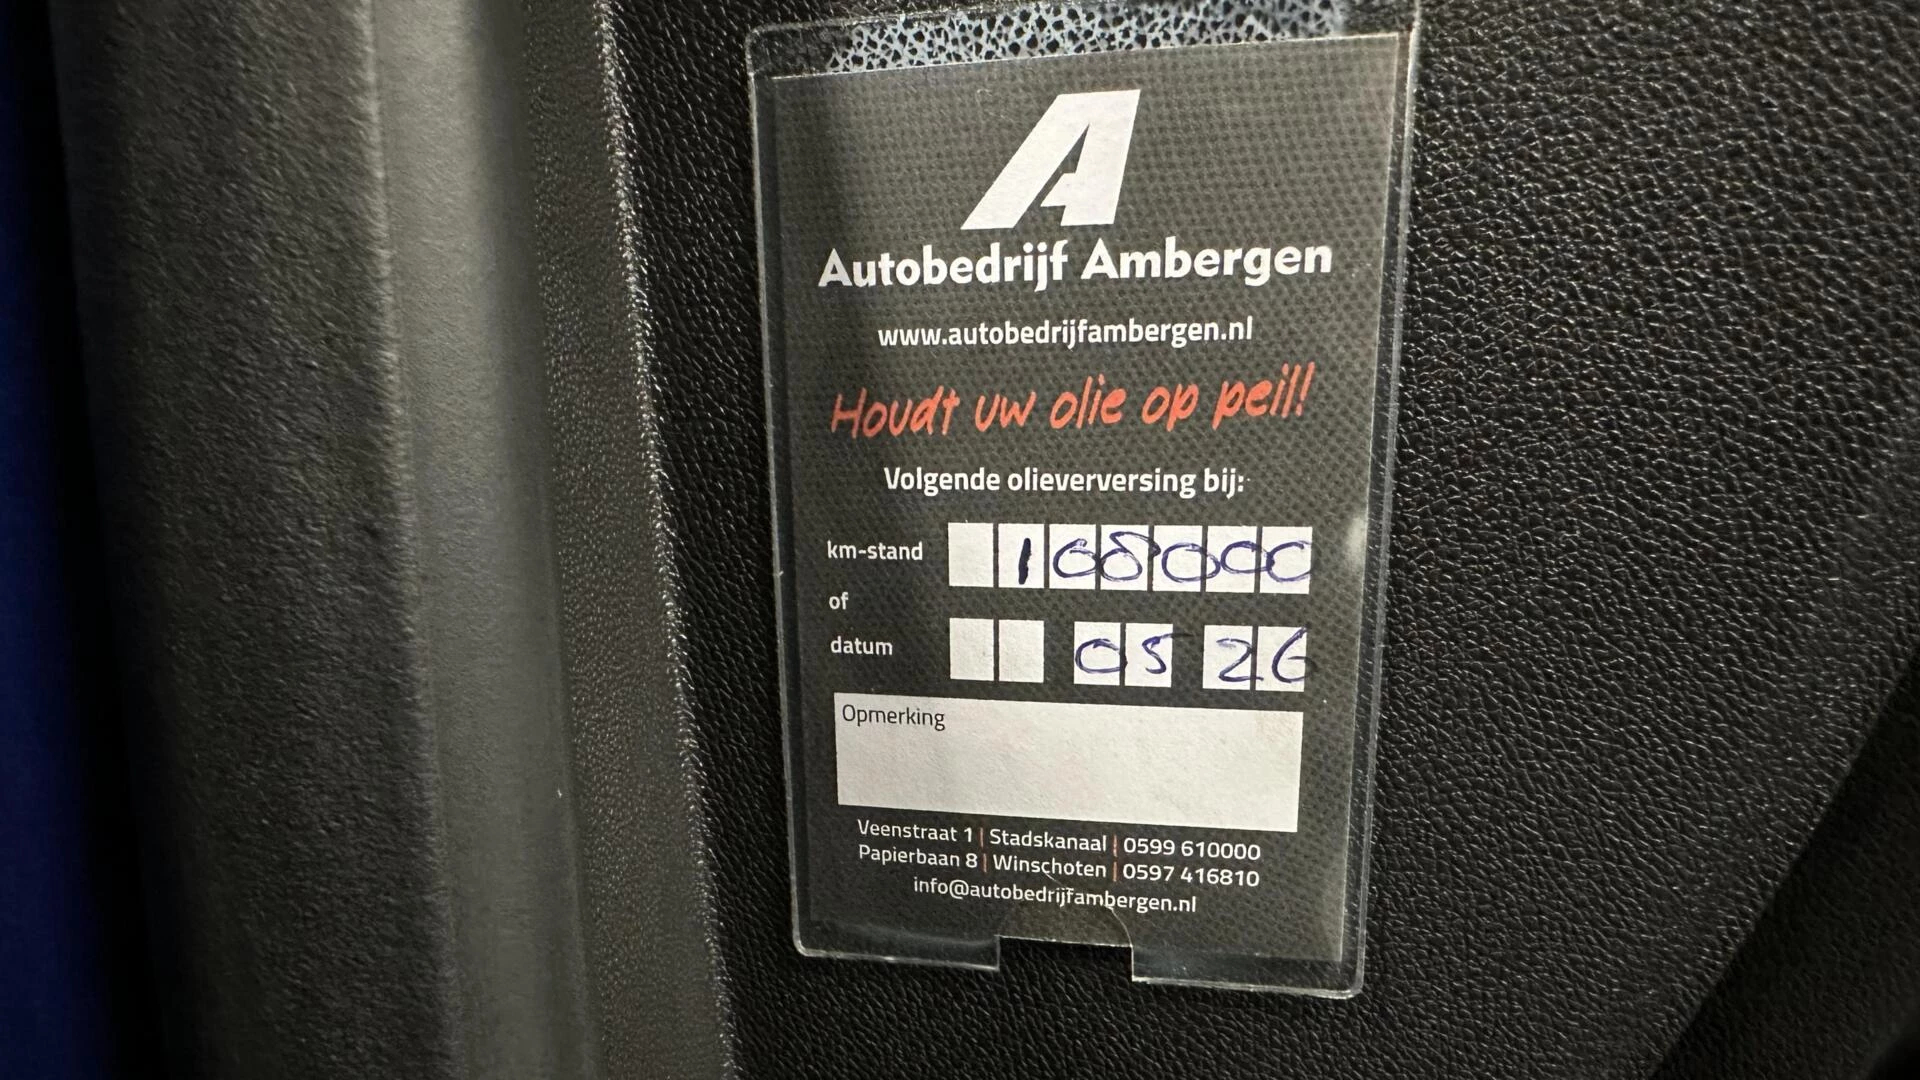 A
Autobedrijf Ambergen
www.autobedrijfambergen.nl
Houdt uw olie op peil!
Volgende olieverversing bij:
km-stand 108000
of
datum 05 26
Opmerking
Veenstraat 1 | Stadskanaal | 0599 610000
Papierbaan 8 | Winschoten | 0597 416810
info@autobedrijfambergen.nl